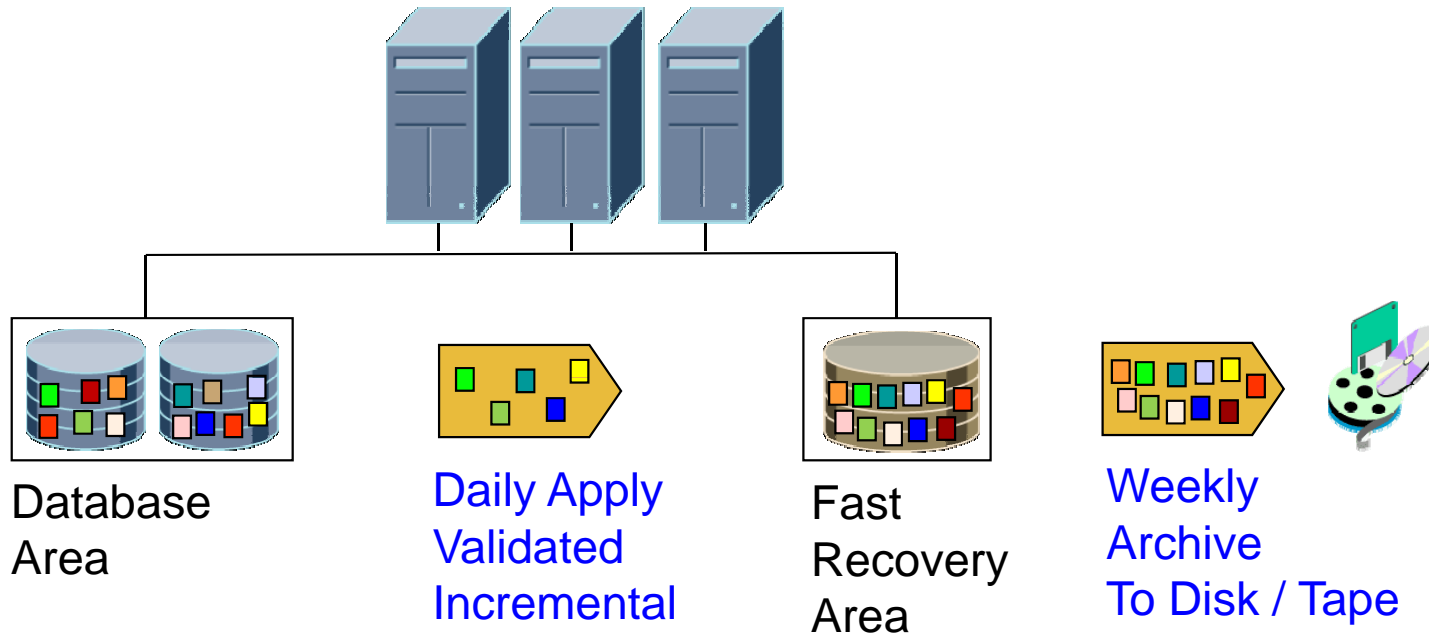 Database
Area
Daily Apply
Validated
Incremental
Fast
Recovery
Area
Weekly
Archive
To Disk / Tape